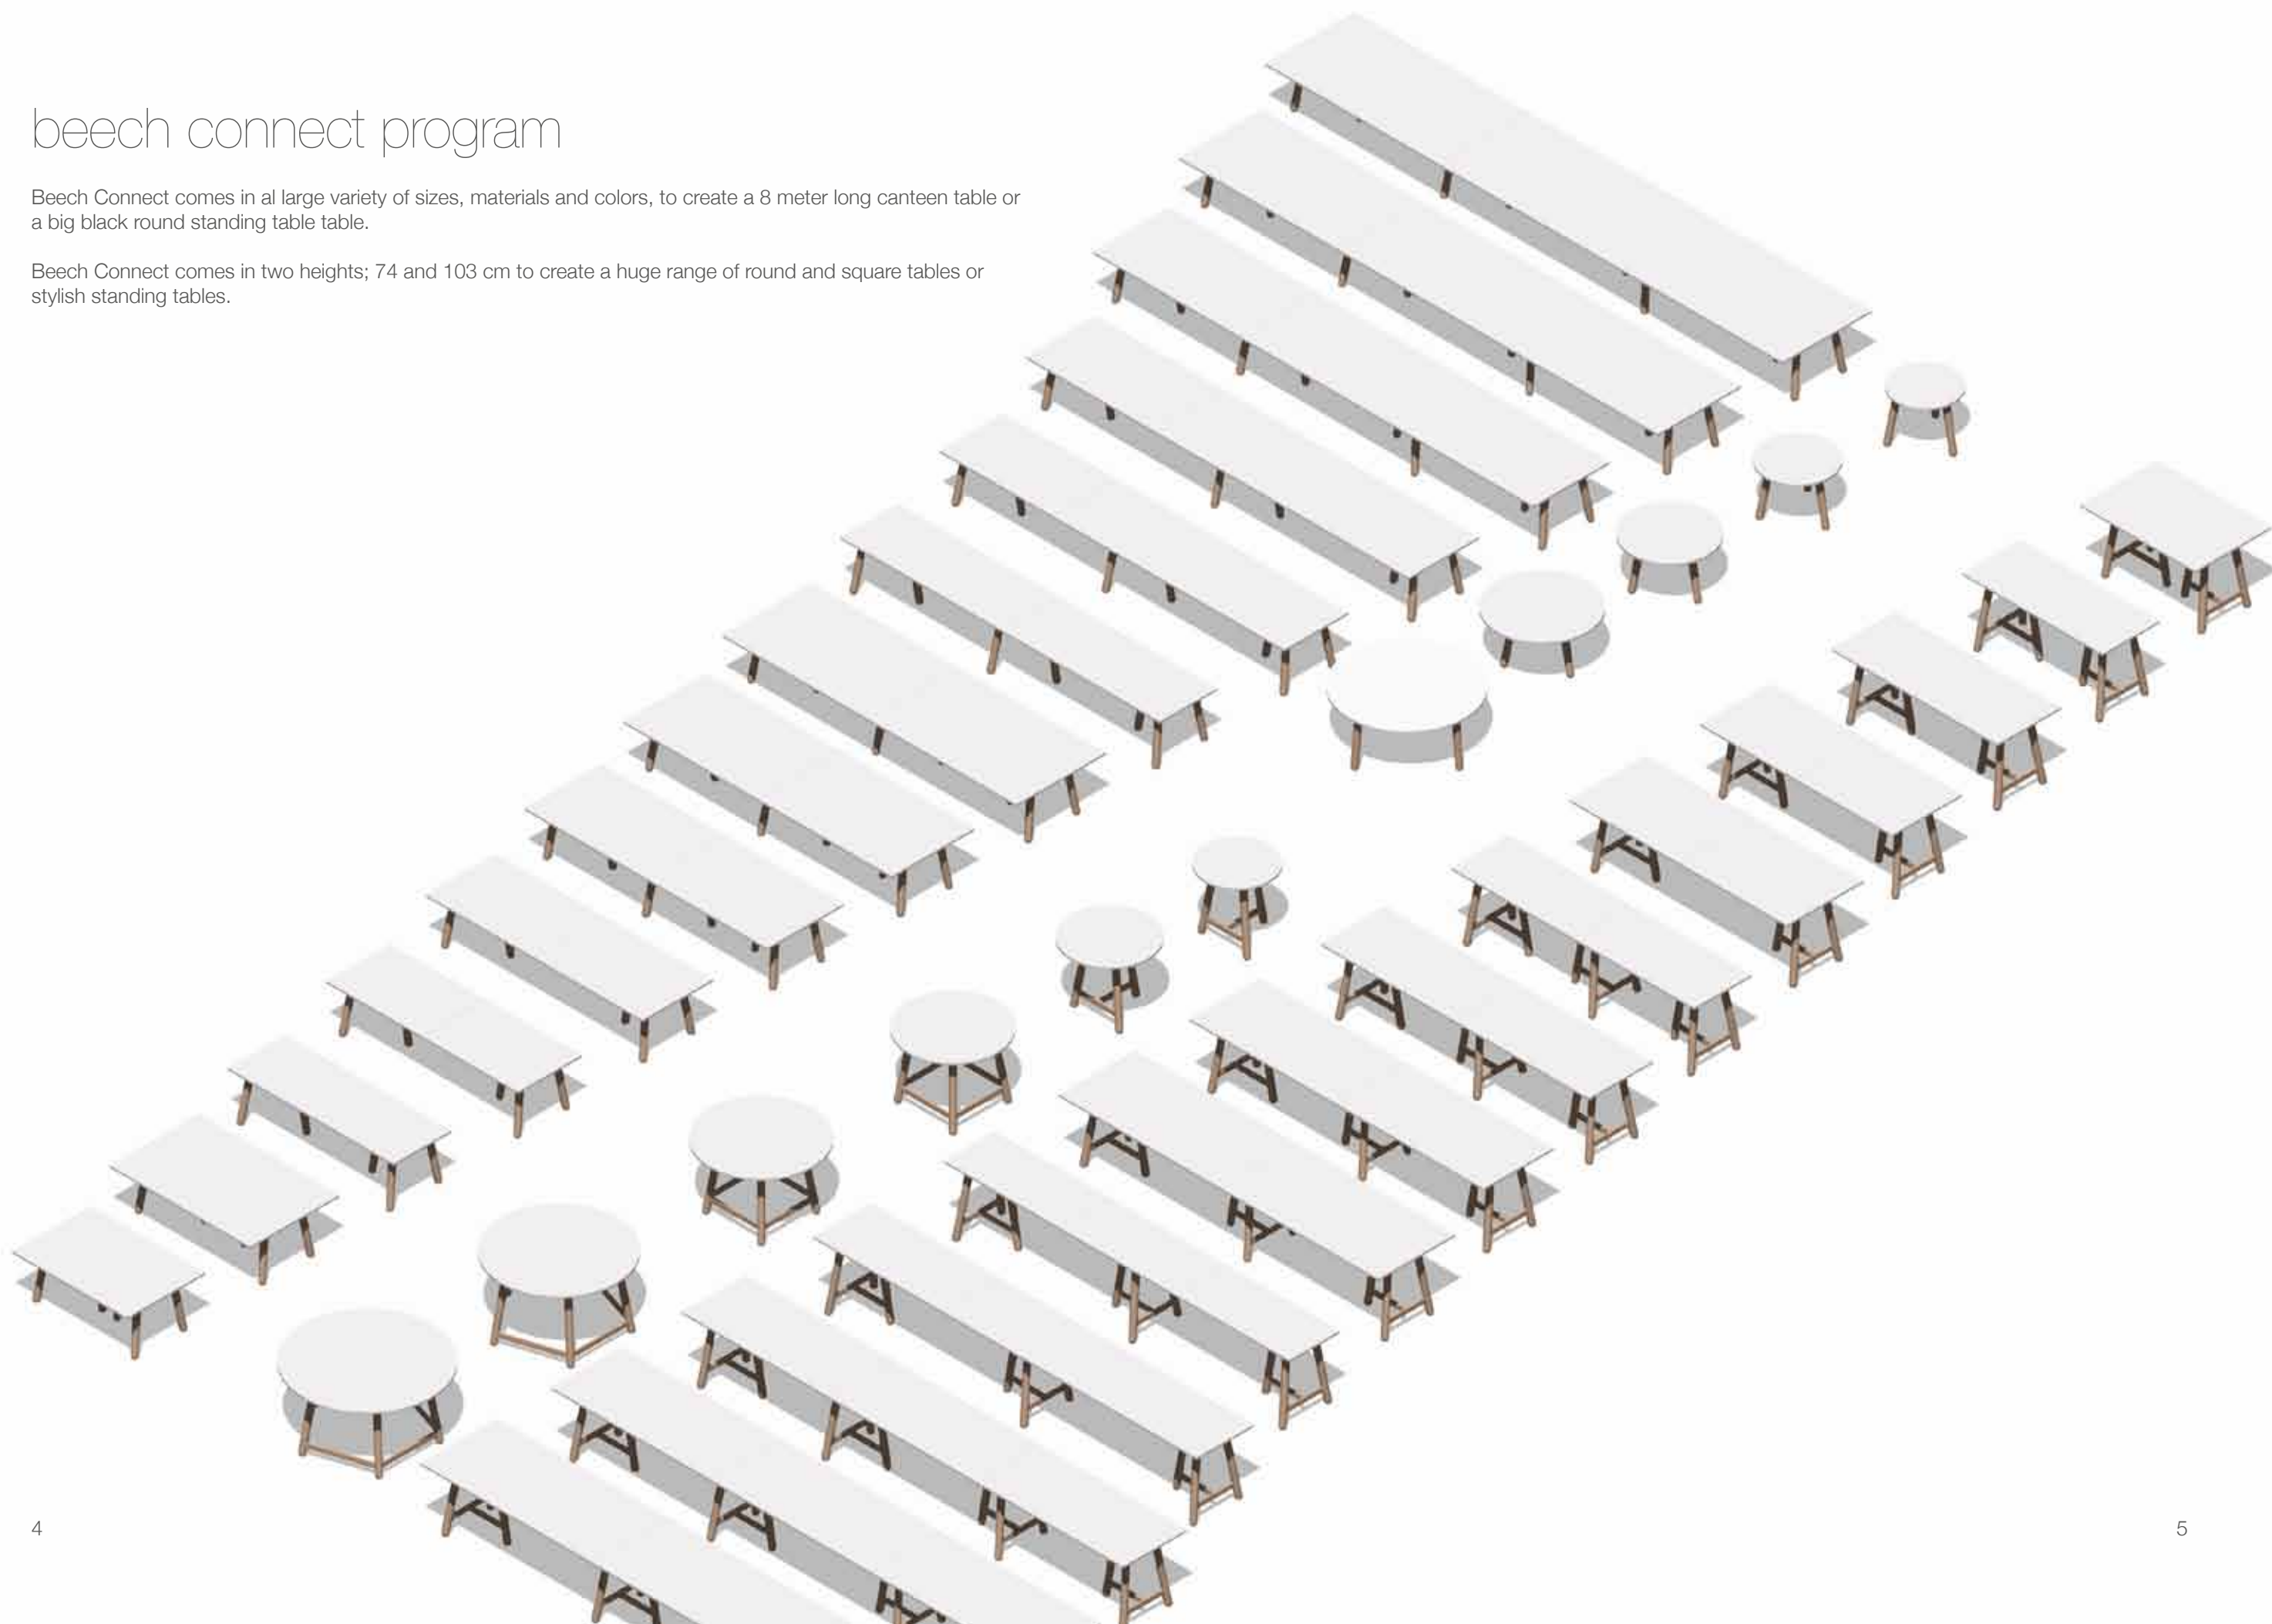 beech connect program
Beech Connect comes in al large variety of sizes, materials and colors, to create a 8 meter long canteen table or
a big black round standing table table.
Beech Connect comes in two heights; 74 and 103 cm to create a huge range of round and square tables or
stylish standing tables.
4
5